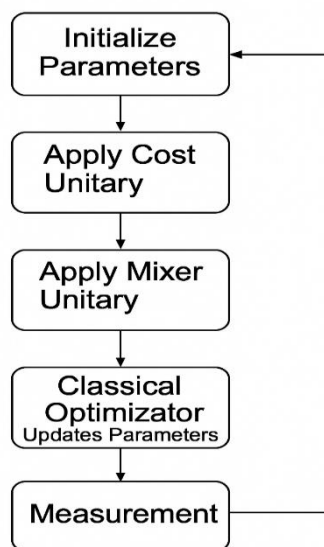 Initialize
Parameters
Apply Cost
Unitary
Apply Mixer
Unitary
Classical
Optimizator
Updates Parameters
Measurement